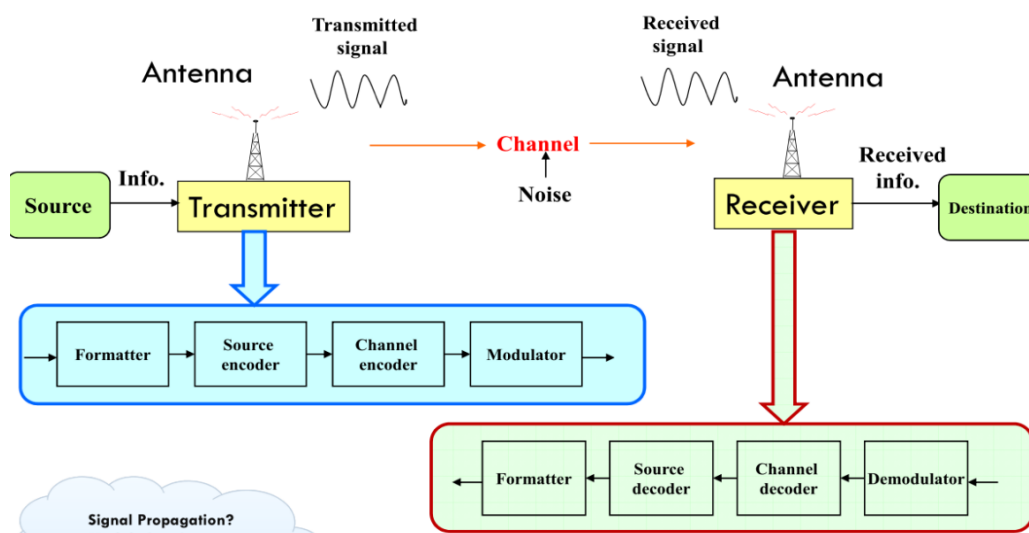 Transmitted
signal
Received
signal
Antenna
Antenna
Channel
Noise
Source
Info.
Transmitter
Receiver
Received
info.
Destination
Formatter
Source
encoder
Channel
encoder
Modulator
Formatter
Source
decoder
Channel
decoder
Demodulator
Signal Propagation?